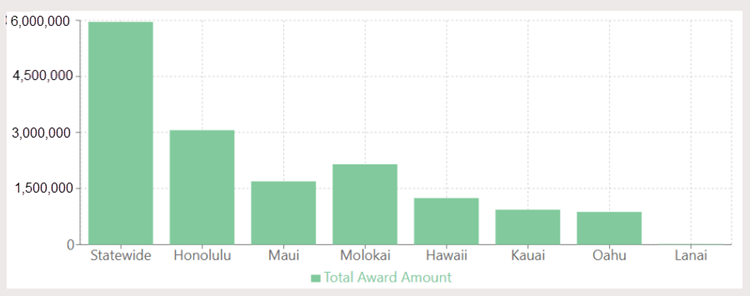 6,000,000
4,500,000
3,000,000
1,500,000
0
Statewide Honolulu Maui Molokai Hawaii Kauai Oahu Lanai
Total Award Amount